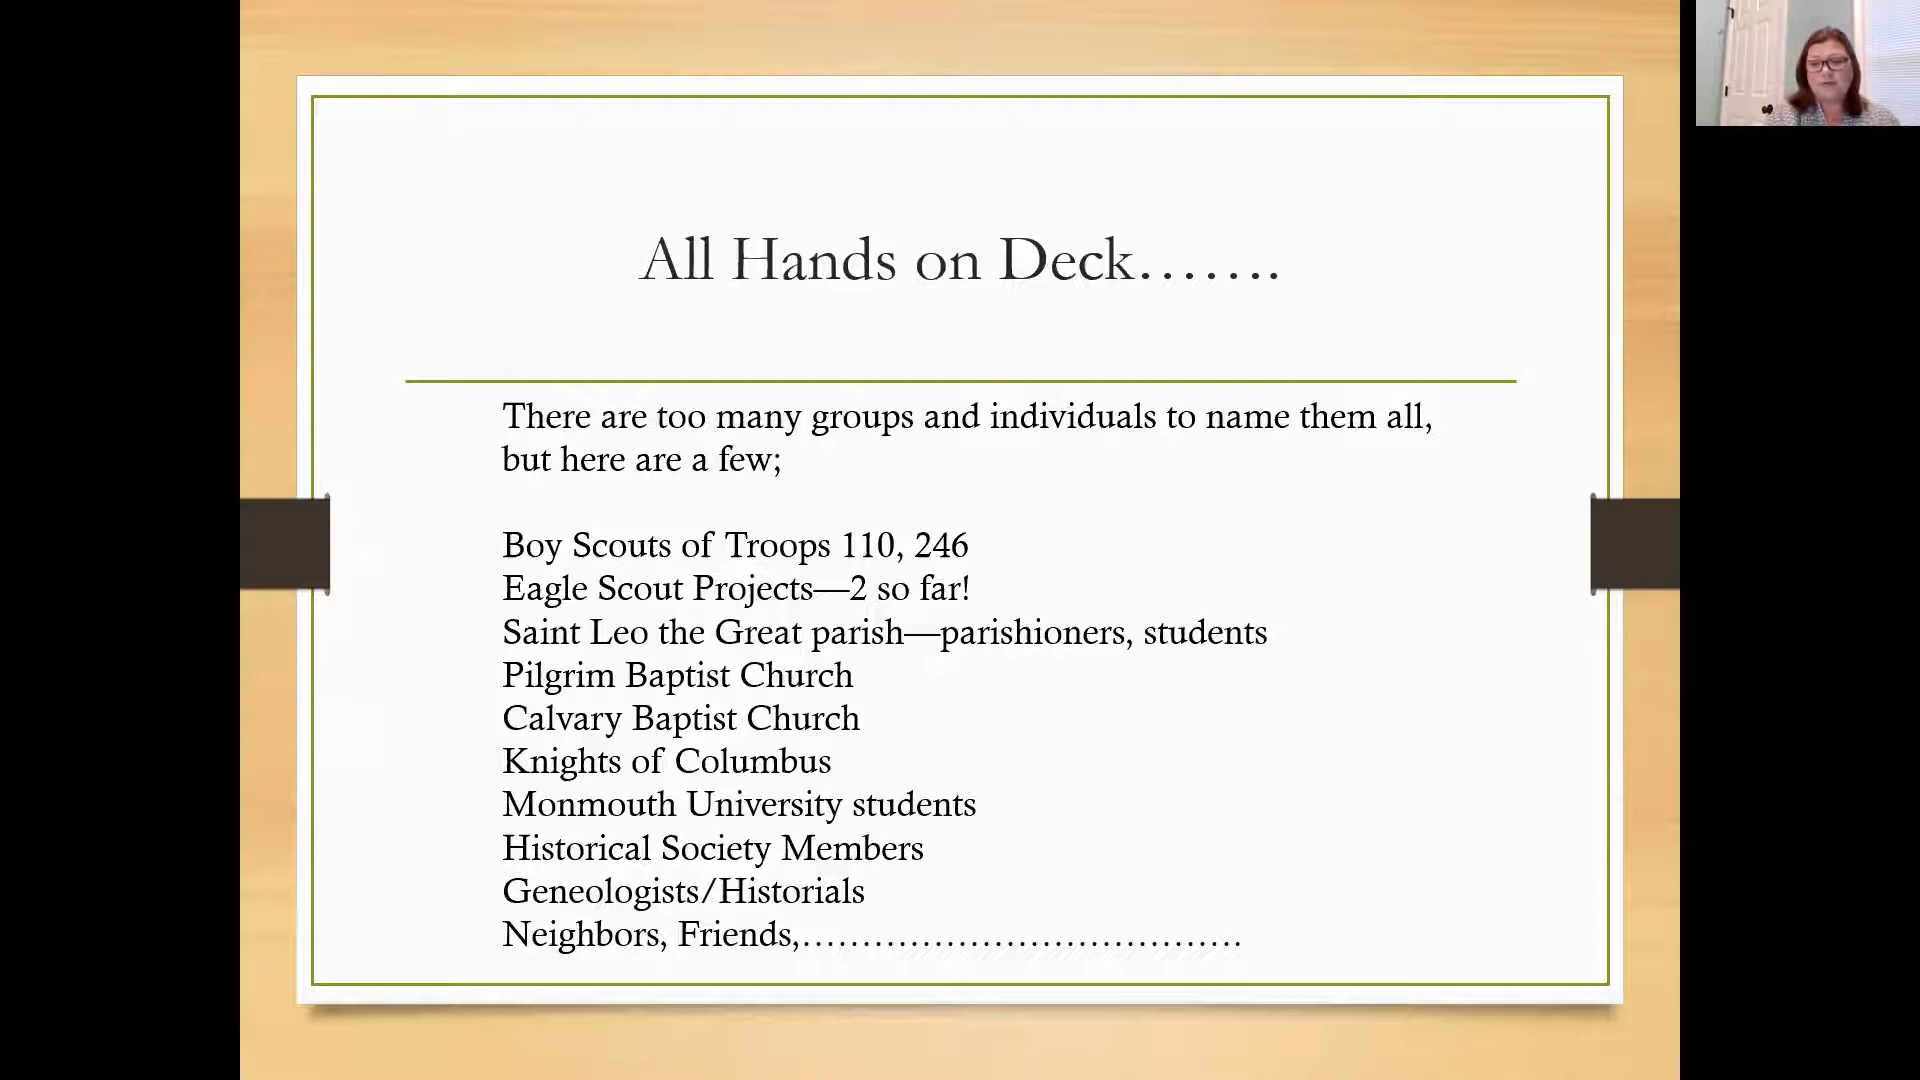 All Hands on Deck…….
There are too many groups and individuals to name them all,
but here are a few;
Boy Scouts of Troops 110, 246
Eagle Scout Projects—2 so far!
Saint Leo the Great parish—parishioners, students
Pilgrim Baptist Church
Calvary Baptist Church
Knights of Columbus
Monmouth University students
Historical Society Members
Geneologists/Historials
Neighbors, Friends,……………………………….